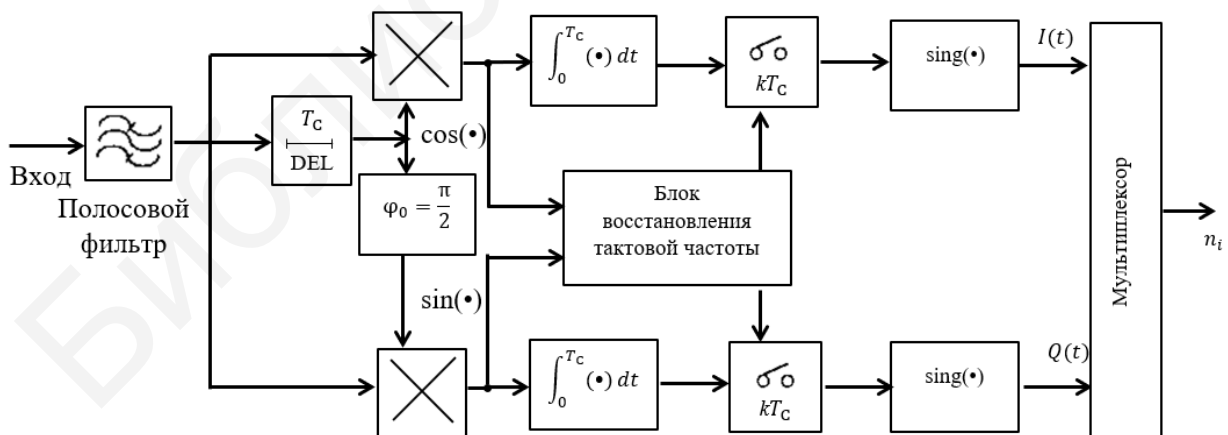 Библио
Вход
Полосовой
фильтр
T_C
DEL
cos(•)
φ₀ = π/2
sin(•)
∫₀^{T_C} (•) dt
kT_C
sing(•)
I(t)
Блок
восстановления
тактовой частоты
∫₀^{T_C} (•) dt
kT_C
sing(•)
Q(t)
Мультиплексор
n_i